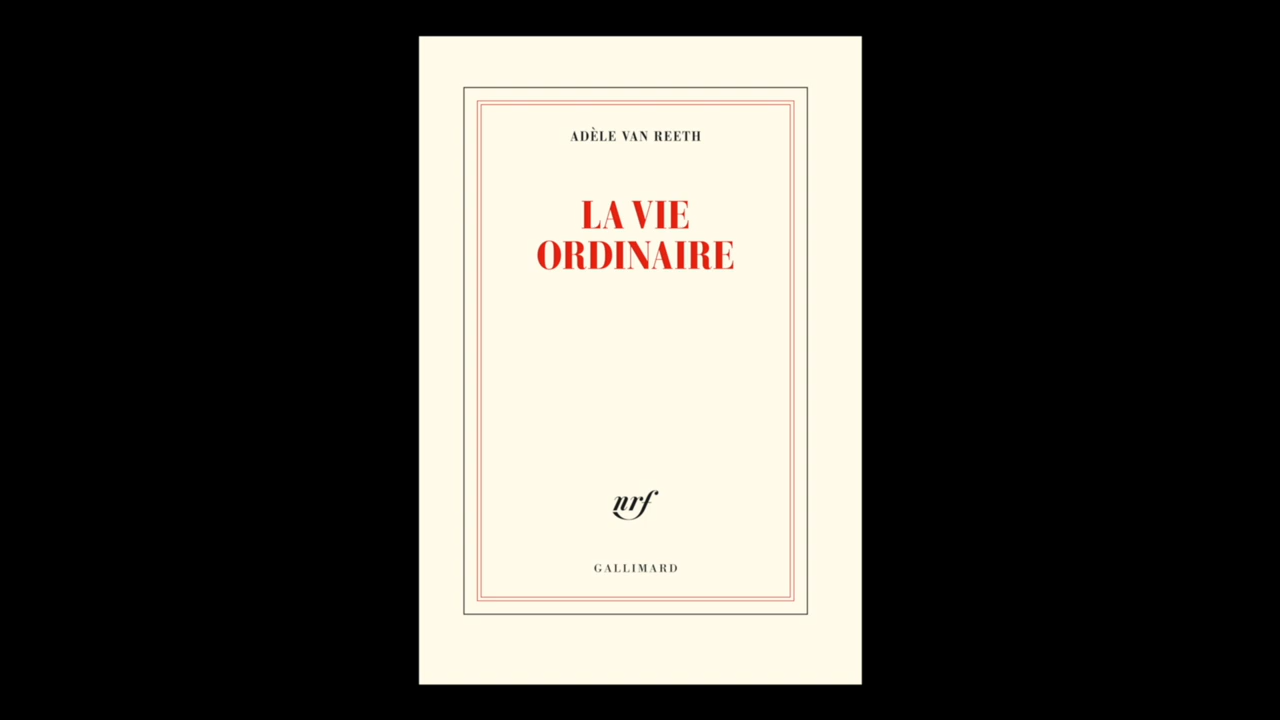 ADÈLE VAN REETH
LA VIE
ORDINAIRE
nrf
GALLIMARD